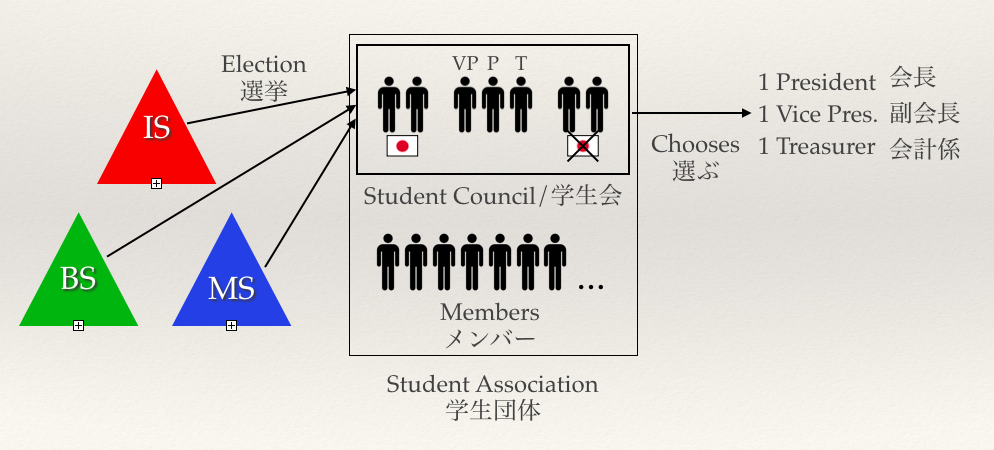 Election
選挙
IS
BS
MS
VP P T
Student Council/学生会
Members
メンバー
...
Student Association
学生団体
Chooses
選ぶ
1 President 会長
1 Vice Pres. 副会長
1 Treasurer 会計係